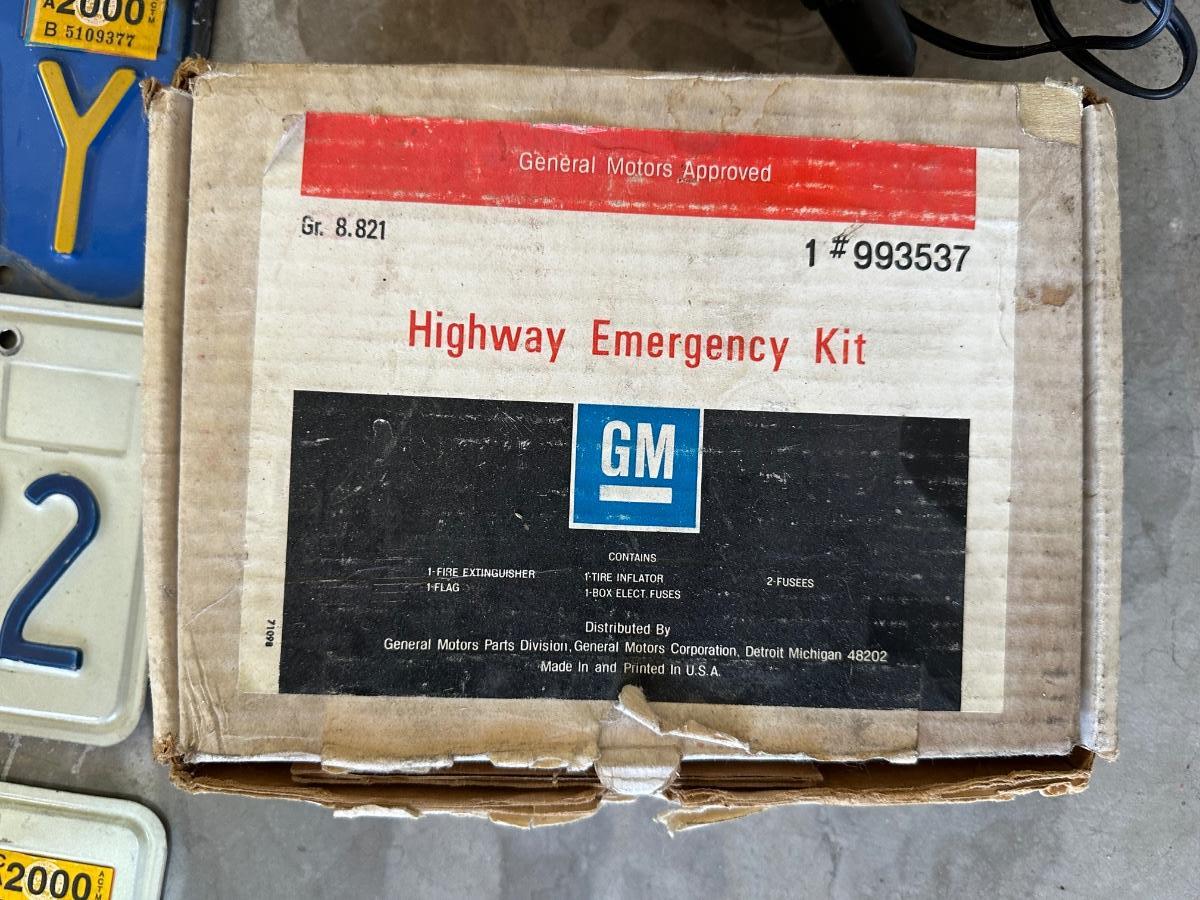 A 2000
B 5109377
Y
2
2000
General Motors Approved
Gr. 8.821
1 #993537
Highway Emergency Kit
GM
CONTAINS
1-FIRE EXTINGUISHER
1-FLAG
1-TIRE INFLATOR
1-BOX ELECT. FUSES
2-FUSEES
71098
Distributed By
General Motors Parts Division, General Motors Corporation, Detroit Michigan 48202
Made In and Printed In U.S.A.